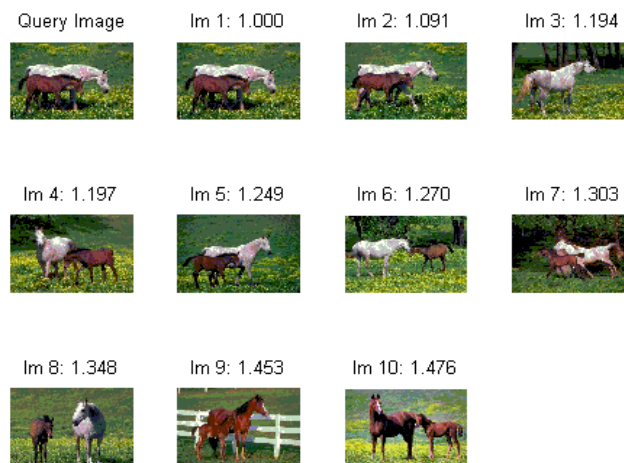 Query Image
Im 1: 1.000
Im 2: 1.091
Im 3: 1.194
Im 4: 1.197
Im 5: 1.249
Im 6: 1.270
Im 7: 1.303
Im 8: 1.348
Im 9: 1.453
Im 10: 1.476